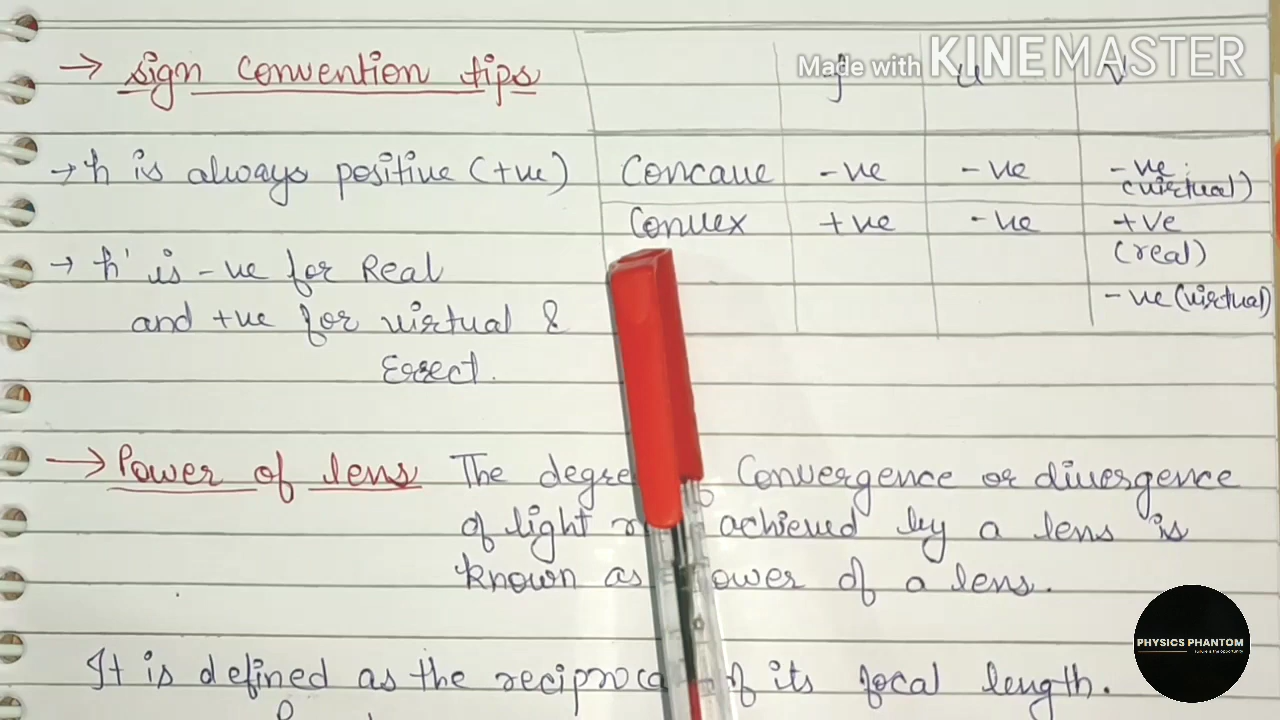 → sign convention tips
f u v
Made with KINEMASTER
→ h is always positive (+ve)
Concave -ve -ve -ve (virtual)
Convex +ve -ve +ve (real)
-ve (virtual)
→ h' is -ve for Real
and +ve for virtual &
Erect.
→ Power of lens The degree Convergence or divergence
of light achieved by a lens is
known as ower of a lens.
It is defined as the reciproca of its focal length.
PHYSICS PHANTOM